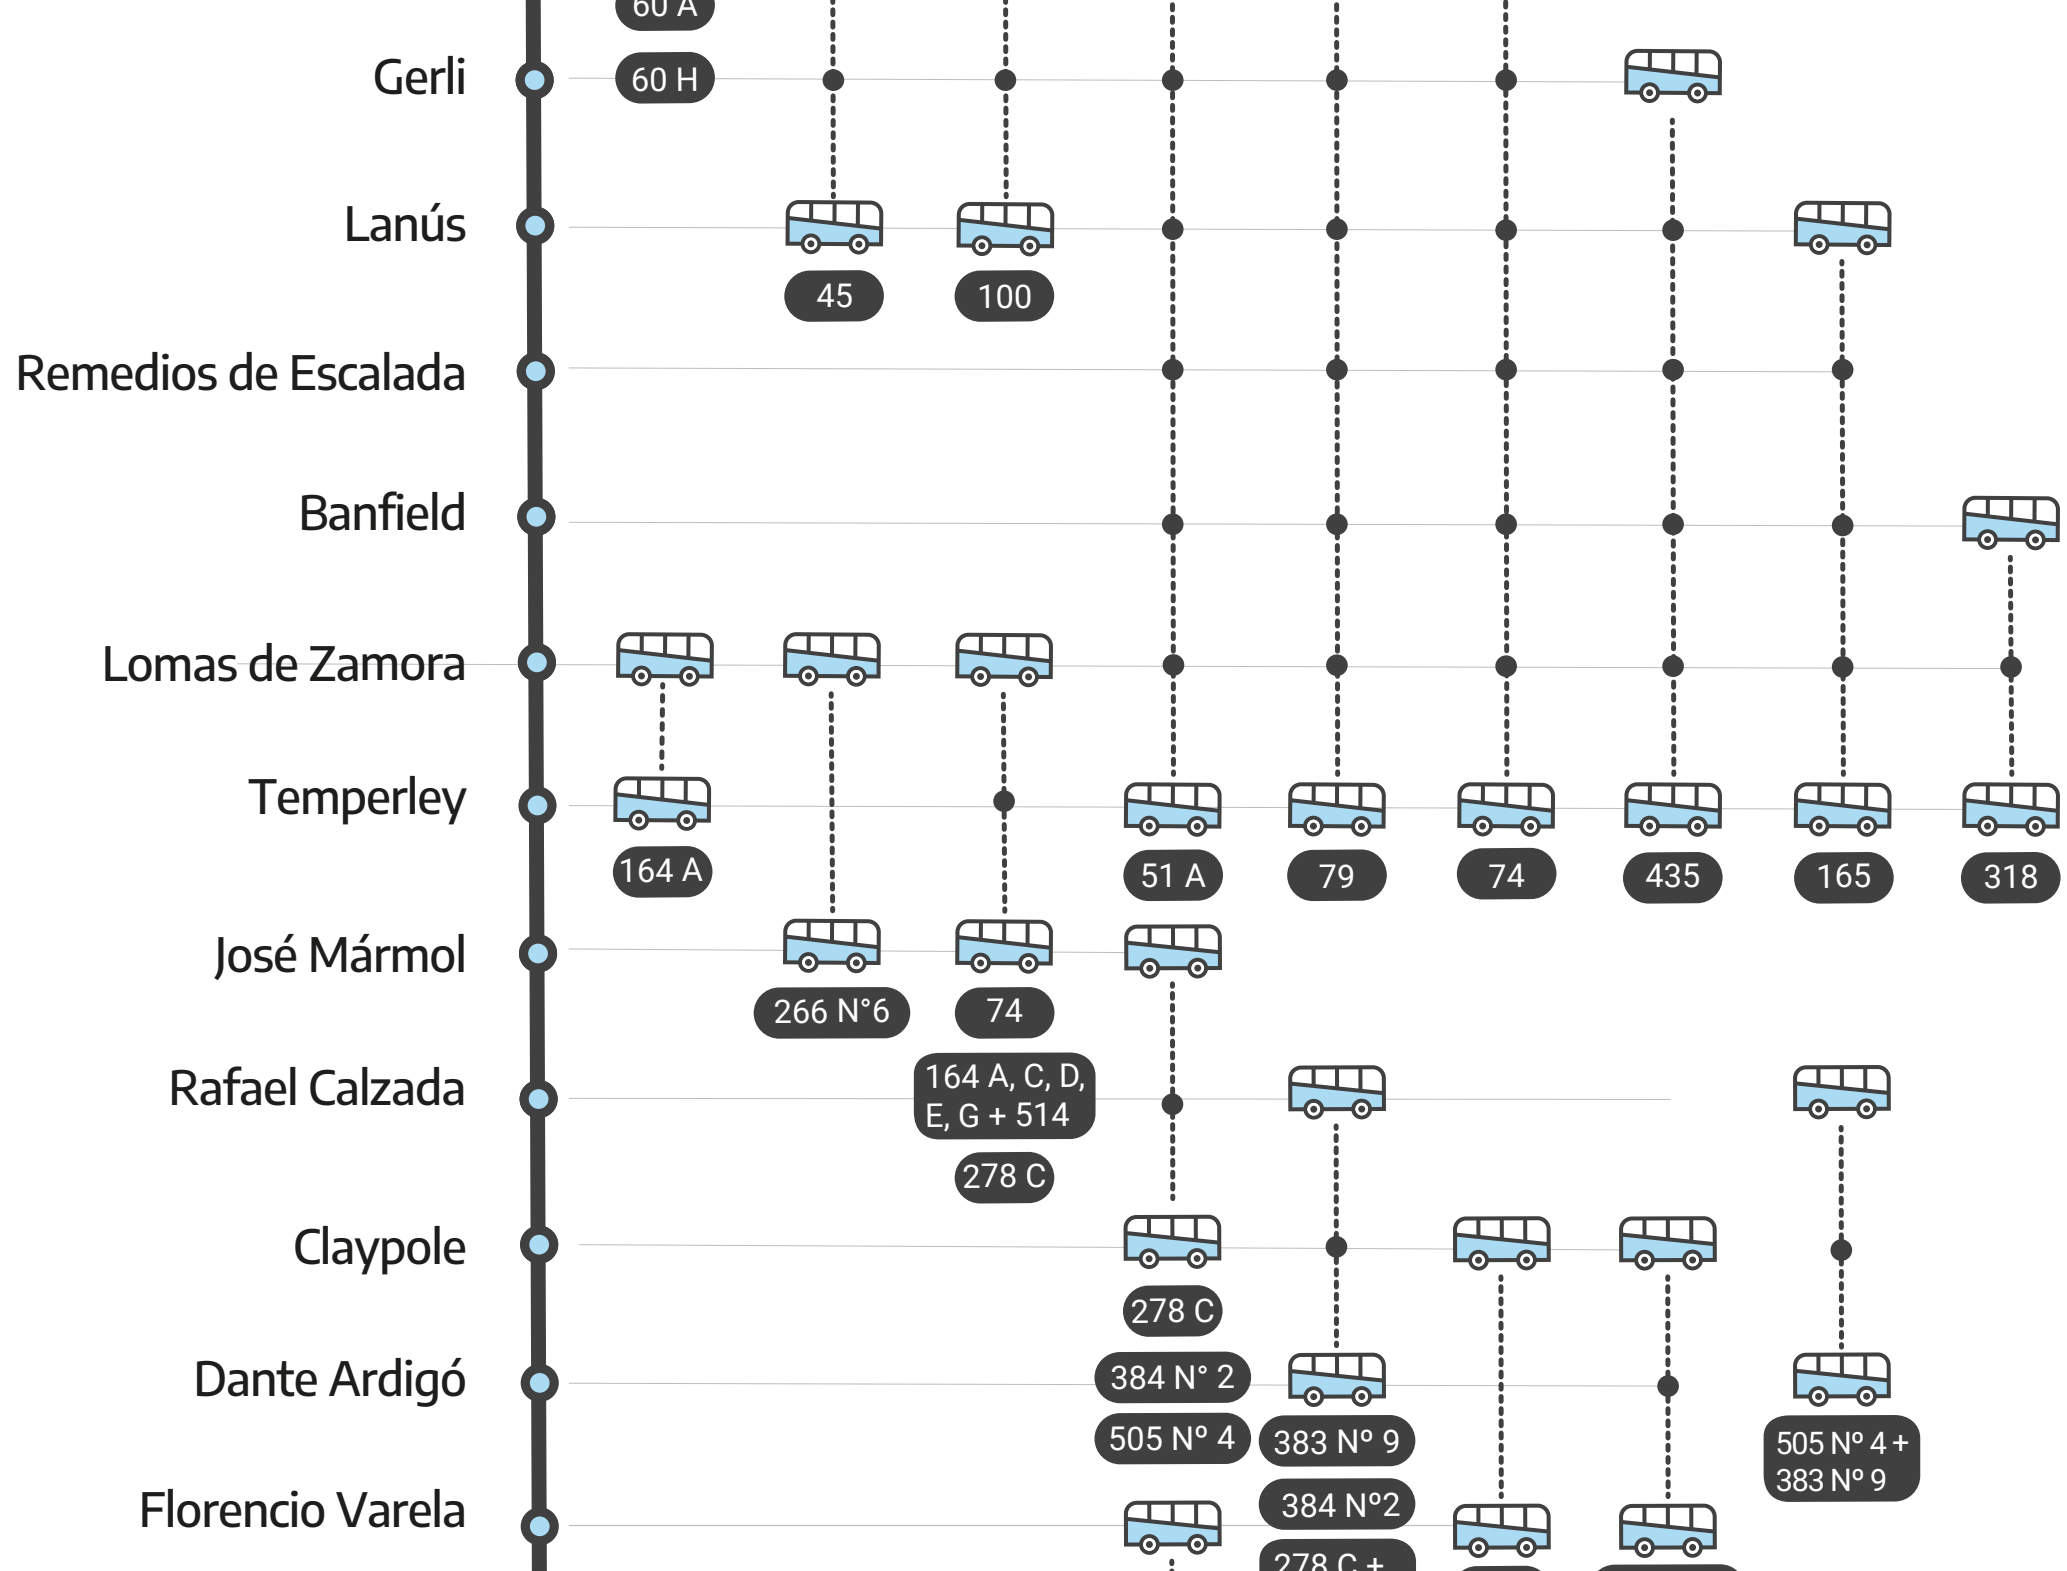 60 A
Gerli
60 H
Lanús
45
100
Remedios de Escalada
Banfield
Lomas de Zamora
Temperley
164 A
51 A
79
74
435
165
318
José Mármol
266 N°6
74
Rafael Calzada
164 A, C, D,
E, G + 514
278 C
Claypole
278 C
Dante Ardigó
384 N° 2
505 Nº 4
383 Nº 9
505 Nº 4 +
383 Nº 9
Florencio Varela
384 Nº2
278 C +